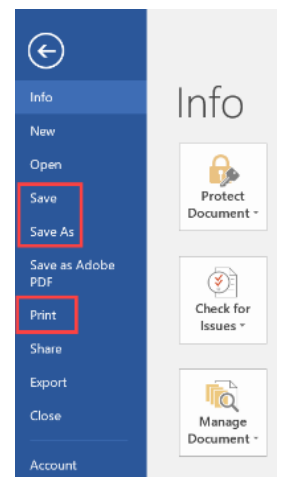 Info
New
Open
Save
Save As
Save as Adobe
PDF
Print
Share
Export
Close
Account
Info
Protect
Document
Check for
Issues
Manage
Document